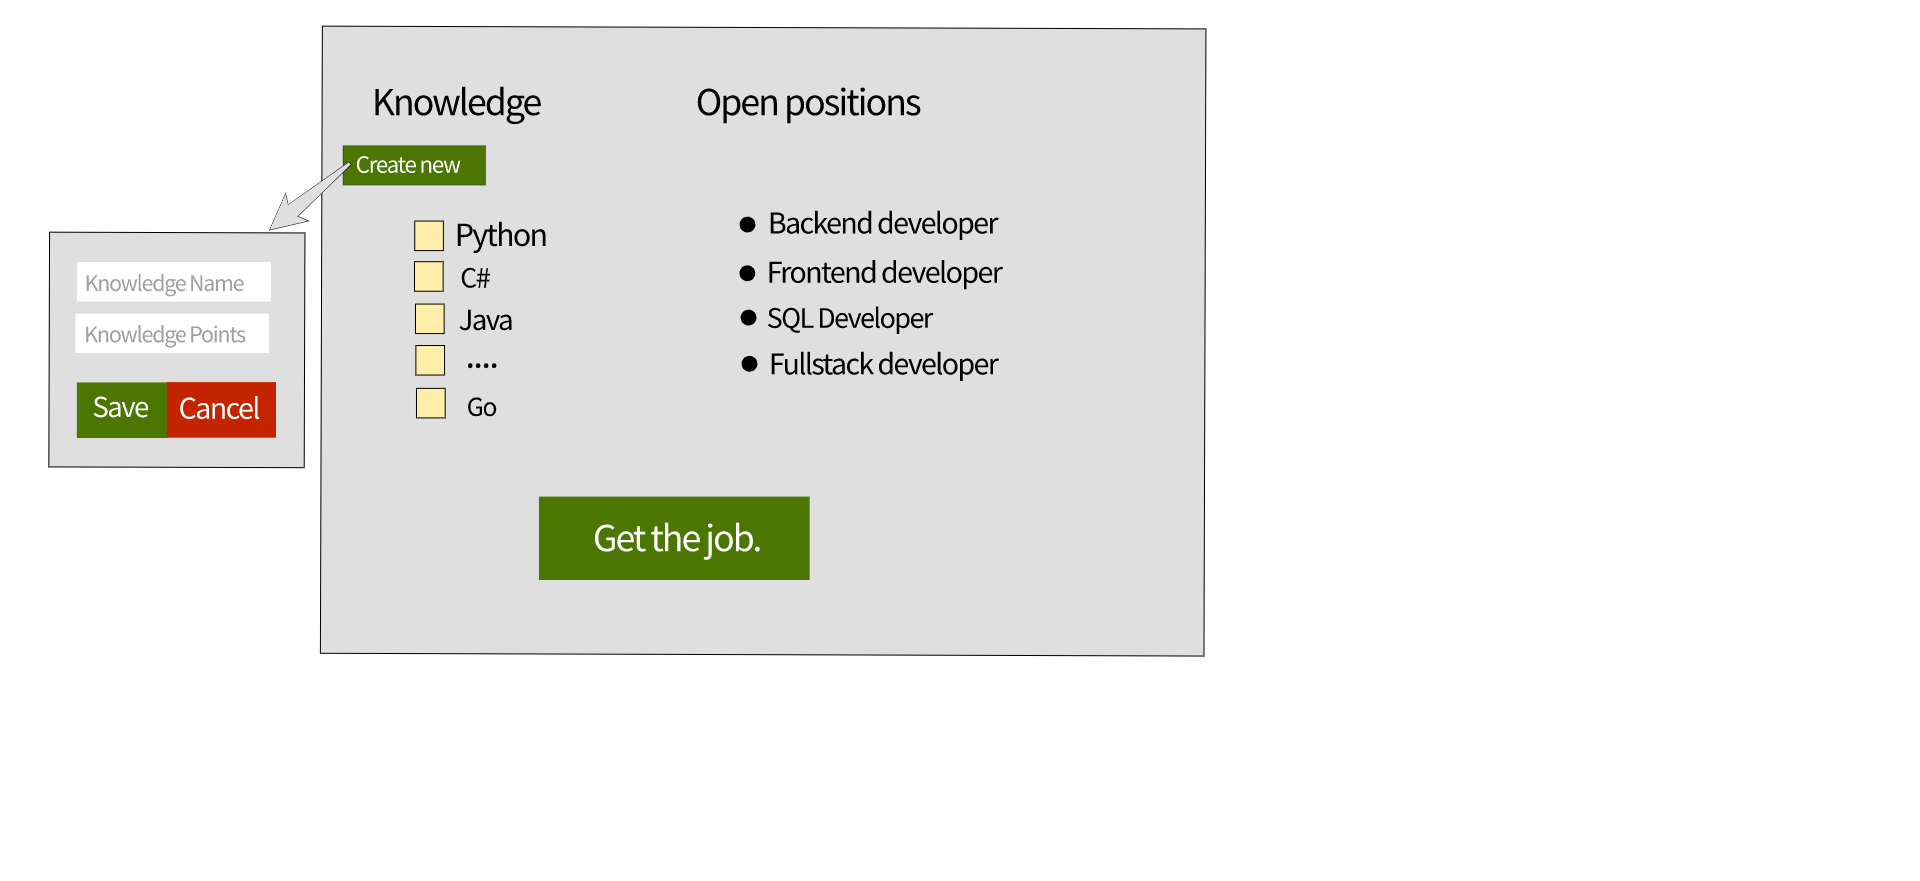 Knowledge
Open positions
Create new
Knowledge Name
Knowledge Points
Save
Cancel
Python
C#
Java
....
Go
Backend developer
Frontend developer
SQL Developer
Fullstack developer
Get the job.